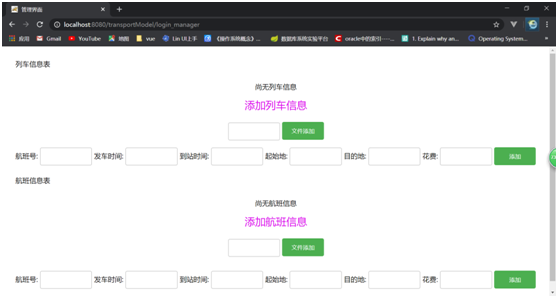 管理界面
localhost:8080/transportModel/login_manager
应用 Gmail YouTube 地图 vue Lin UI上手 《操作系统概念》... 数据库系统实验平台 oracle中的索引-----... 1. Explain why an... Operating System...
列车信息表
尚无列车信息
添加列车信息
文件添加
航班号: 发车时间: 到站时间: 起始地: 目的地: 花费: 添加
航班信息表
尚无航班信息
添加航班信息
文件添加
航班号: 发车时间: 到站时间: 起始地: 目的地: 花费: 添加